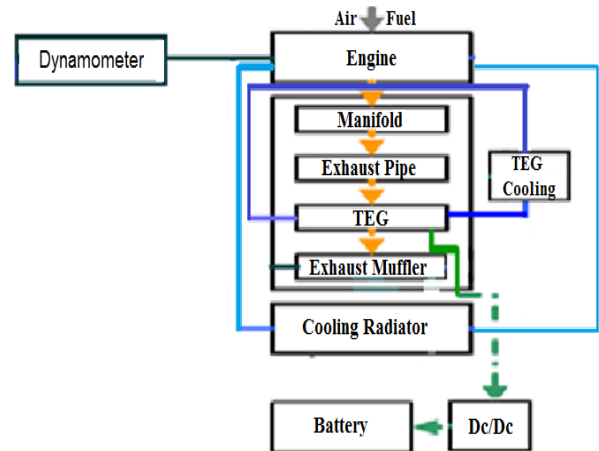 Air Fuel
Dynamometer
Engine
Manifold
Exhaust Pipe
TEG
Cooling
TEG
Exhaust Muffler
Cooling Radiator
Battery
Dc/Dc